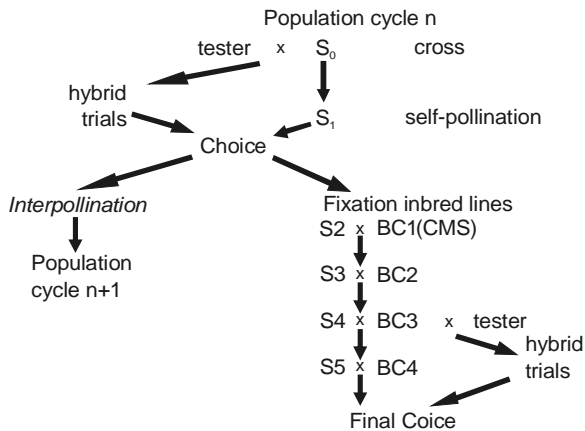 Population cycle n
tester x S₀ cross
hybrid
trials
S₁ self-pollination
Choice
Interpollination
Fixation inbred lines
Population
cycle n+1
S2 x BC1(CMS)
S3 x BC2
S4 x BC3 x tester
hybrid
trials
S5 x BC4
Final Coice